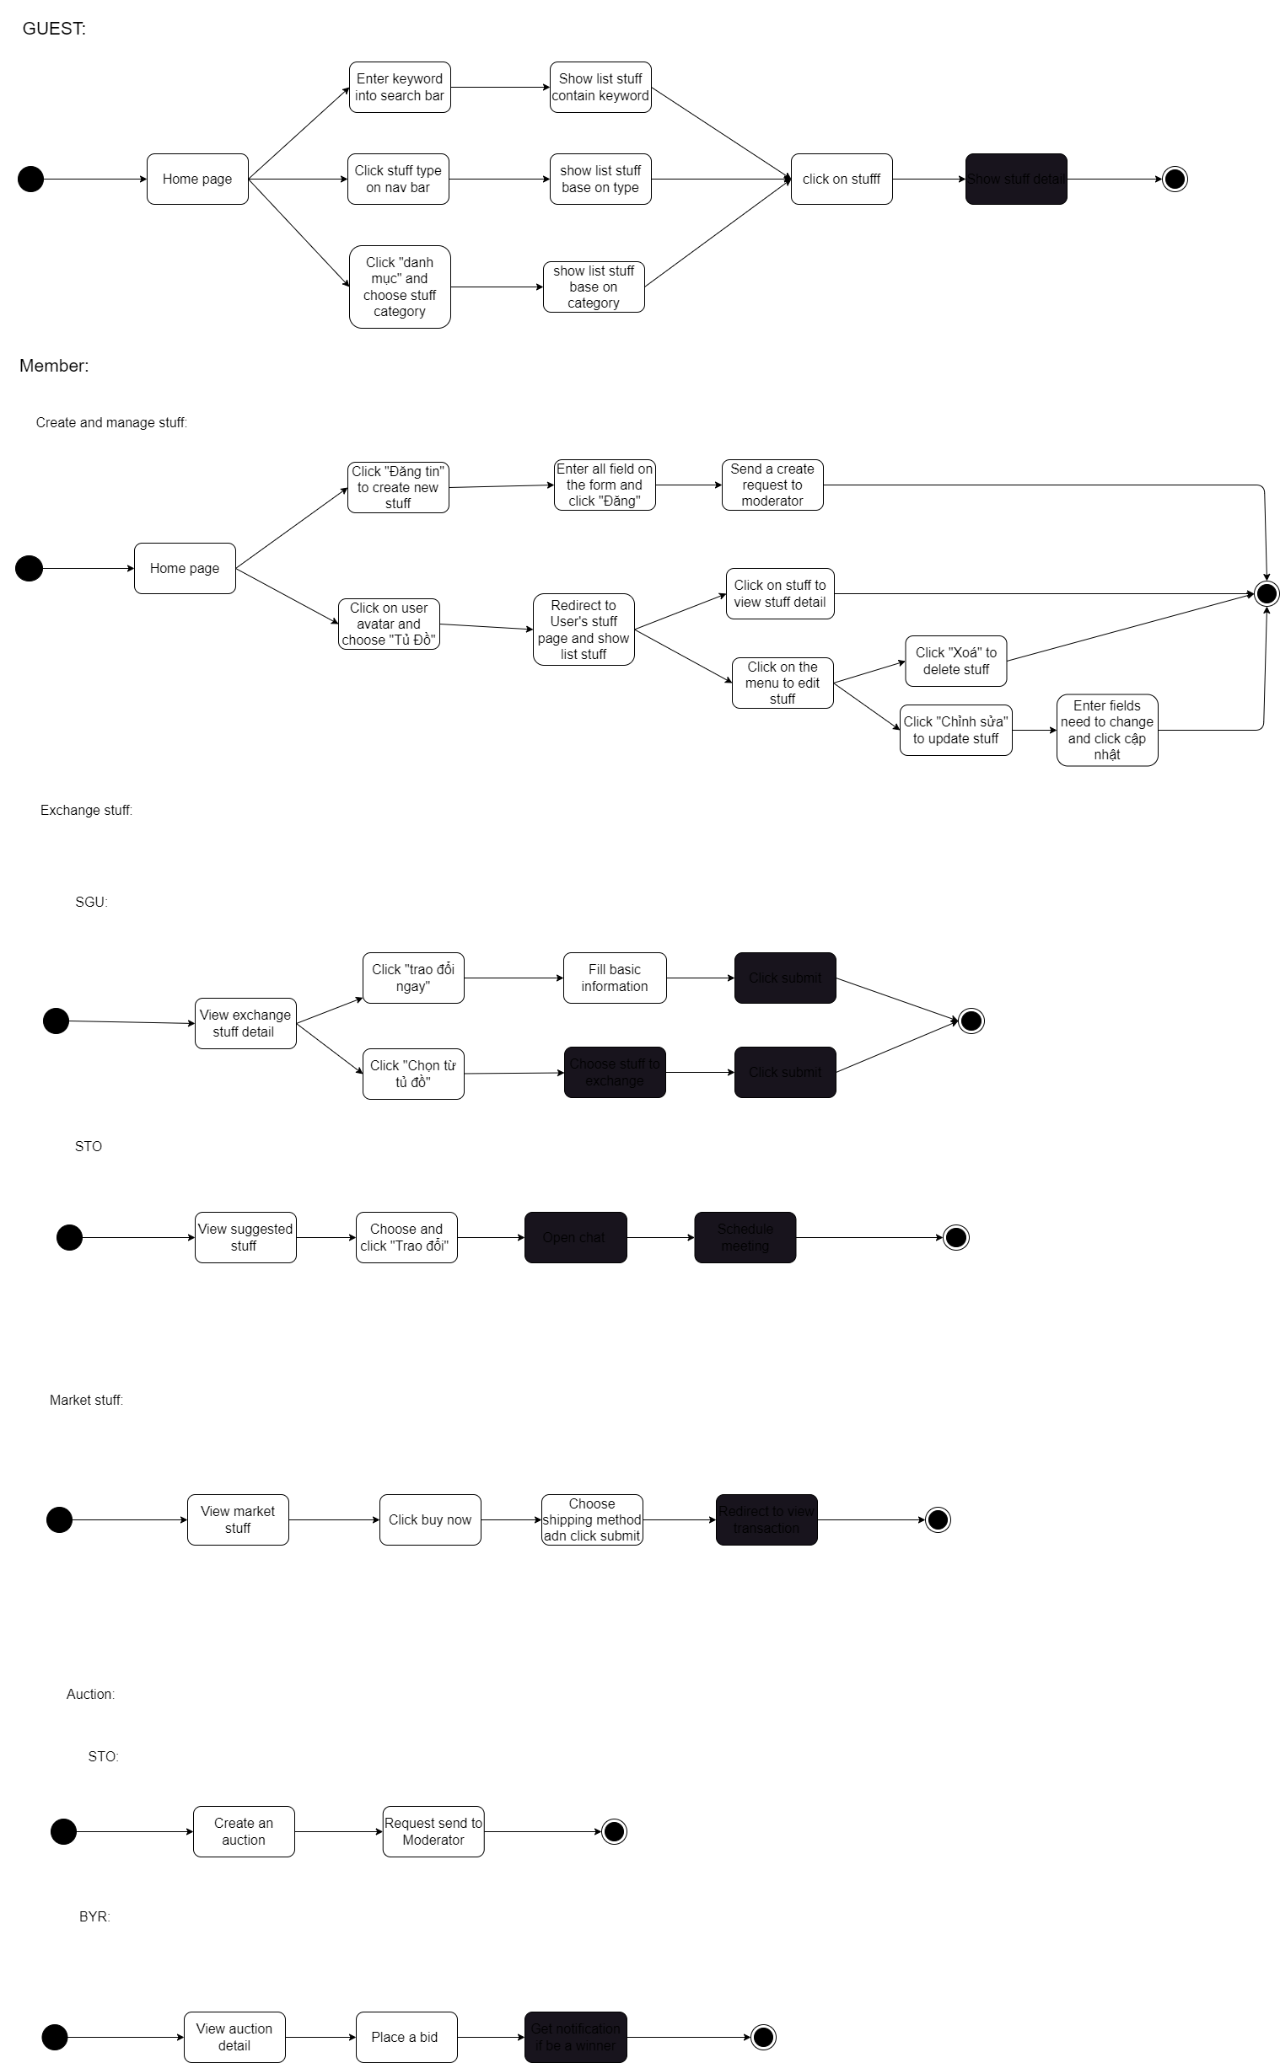 GUEST:
Enter keyword
into search bar
Show list stuff
contain keyword
Home page
Click stuff type
on nav bar
show list stuff
base on type
click on stufff
Show stuff detail
Click "danh
mục" and
choose stuff
category
show list stuff
base on
category
Member:
Create and manage stuff:
Click "Đăng tin"
to create new
stuff
Enter all field on
the form and
click "Đăng"
Send a create
request to
moderator
Home page
Click on user
avatar and
choose "Tủ Đồ"
Redirect to
User's stuff
page and show
list stuff
Click on stuff to
view stuff detail
Click on the
menu to edit
stuff
Click "Xoá" to
delete stuff
Click "Chỉnh sửa"
to update stuff
Enter fields
need to change
and click cập
nhật
Exchange stuff:
SGU:
View exchange
stuff detail
Click "trao đổi
ngay"
Fill basic
information
Click submit
Click "Chọn từ
tủ đồ"
Choose stuff to
exchange
Click submit
STO
View suggested
stuff
Choose and
click "Trao đổi"
Open chat
Schedule
meeting
Market stuff:
View market
stuff
Click buy now
Choose
shipping method
adn click submit
Redirect to view
transaction
Auction:
STO:
Create an
auction
Request send to
Moderator
BYR:
View auction
detail
Place a bid
Get notification
if be a winner